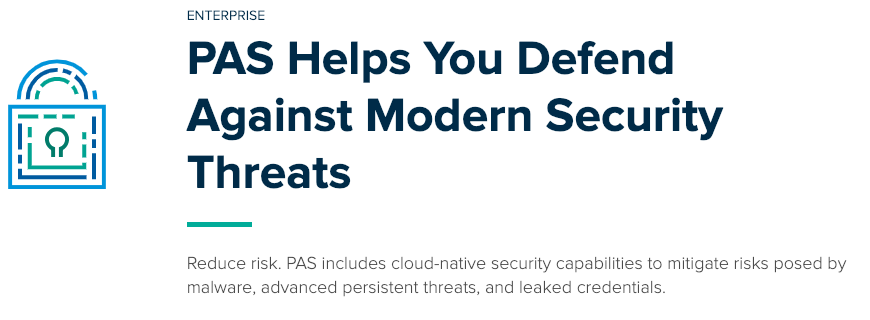 ENTERPRISE
PAS Helps You Defend
Against Modern Security
Threats
Reduce risk. PAS includes cloud-native security capabilities to mitigate risks posed by
malware, advanced persistent threats, and leaked credentials.